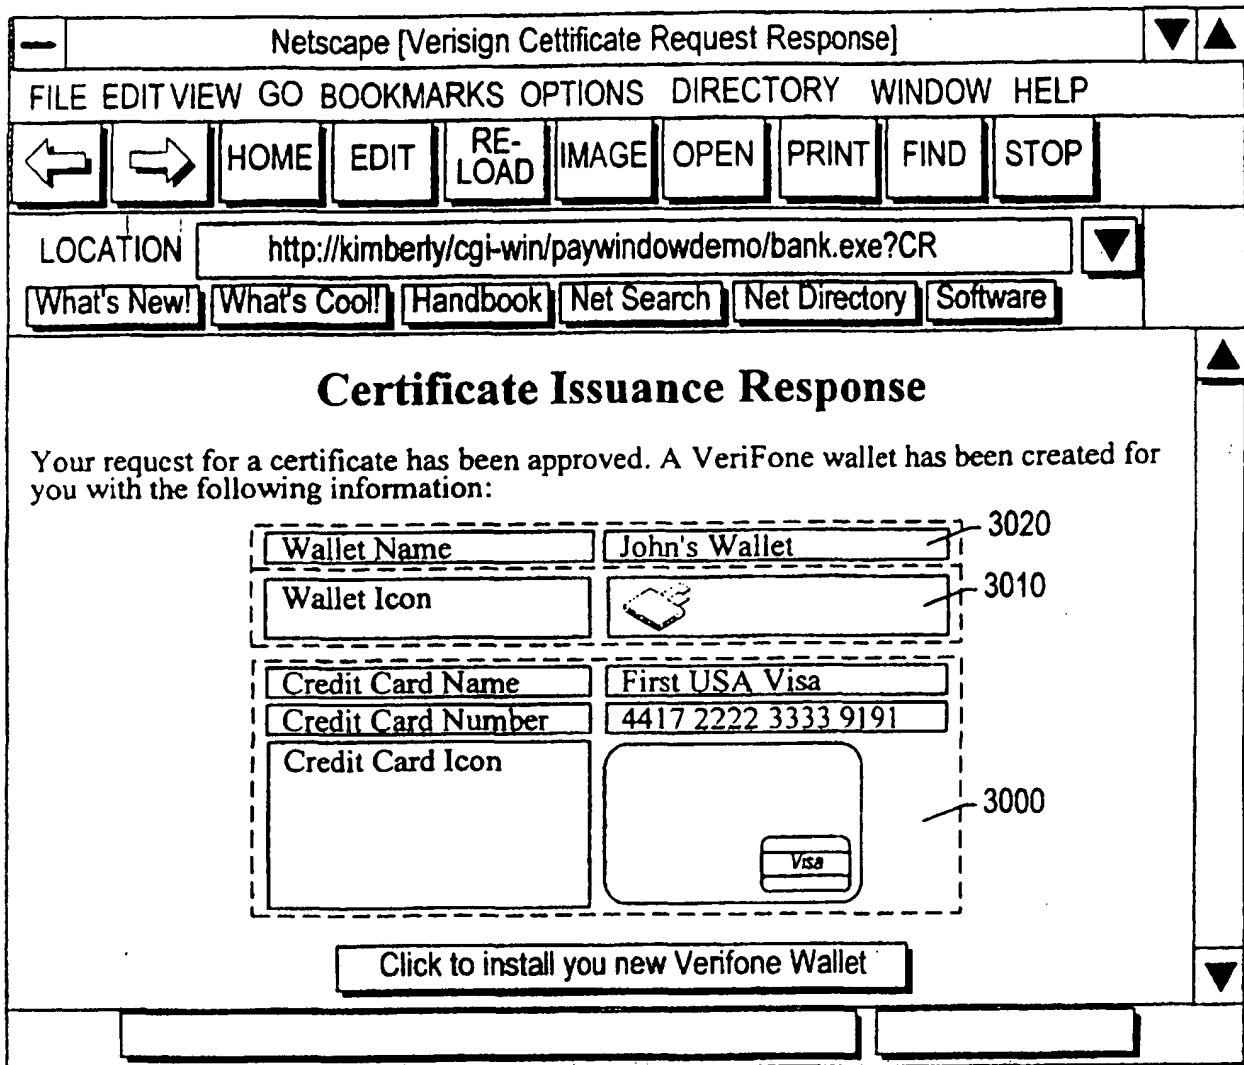 Netscape [Verisign Cettificate Request Response]
FILE EDIT VIEW GO BOOKMARKS OPTIONS DIRECTORY WINDOW HELP
HOME EDIT RE-LOAD IMAGE OPEN PRINT FIND STOP
LOCATION http://kimberly/cgi-win/paywindowdemo/bank.exe?CR
What's New! What's Cool! Handbook Net Search Net Directory Software
Certificate Issuance Response
Your request for a certificate has been approved. A VeriFone wallet has been created for
you with the following information:
Wallet Name John's Wallet 3020
Wallet Icon 3010
Credit Card Name First USA Visa
Credit Card Number 4417 2222 3333 9191
Credit Card Icon
3000
Visa
Click to install you new Verifone Wallet